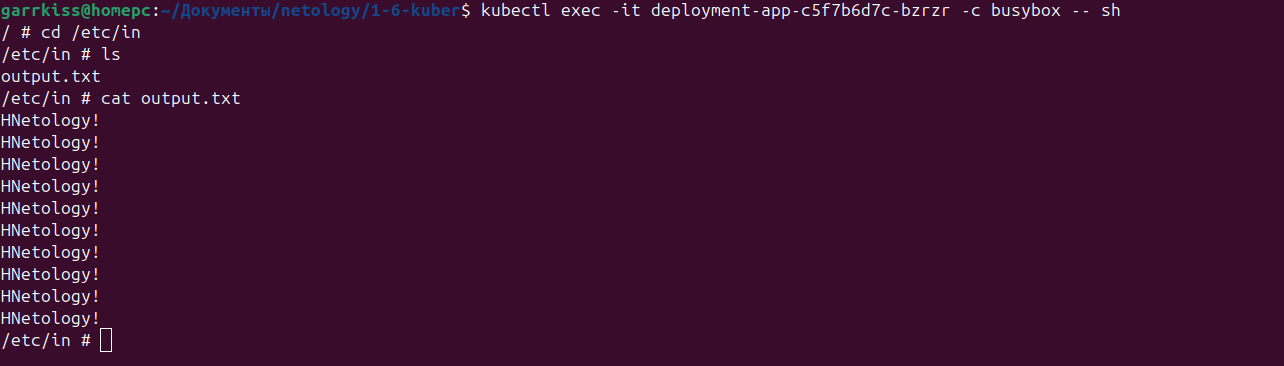 garrkiss@homepc:~/Документы/netology/1-6-kuber$ kubectl exec -it deployment-app-c5f7b6d7c-bzrzr -c busybox -- sh
/ # cd /etc/in
/etc/in # ls
output.txt
/etc/in # cat output.txt
HNetology!
HNetology!
HNetology!
HNetology!
HNetology!
HNetology!
HNetology!
HNetology!
HNetology!
HNetology!
/etc/in #